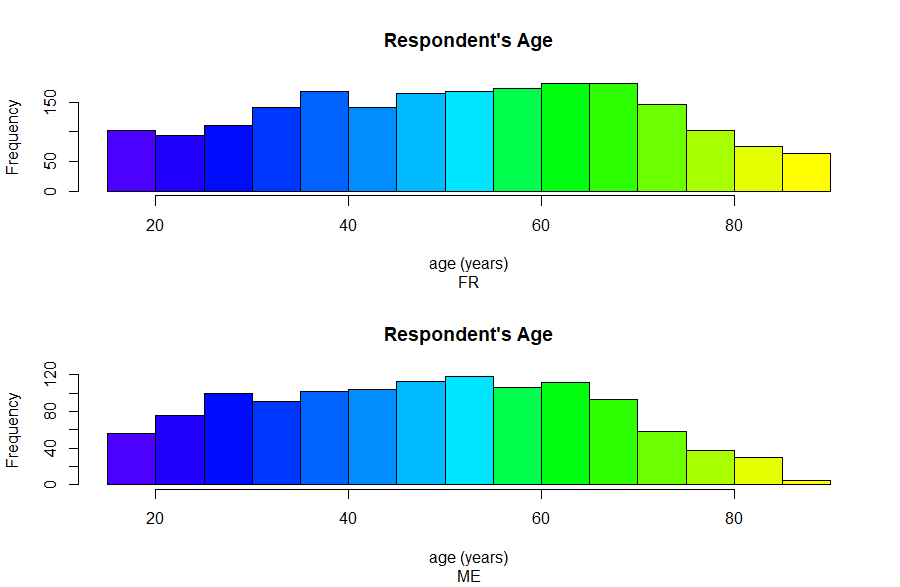 Respondent's Age
Frequency
150
50
0
20 40 60 80
age (years)
FR
Respondent's Age
Frequency
120
80
40
0
20 40 60 80
age (years)
ME